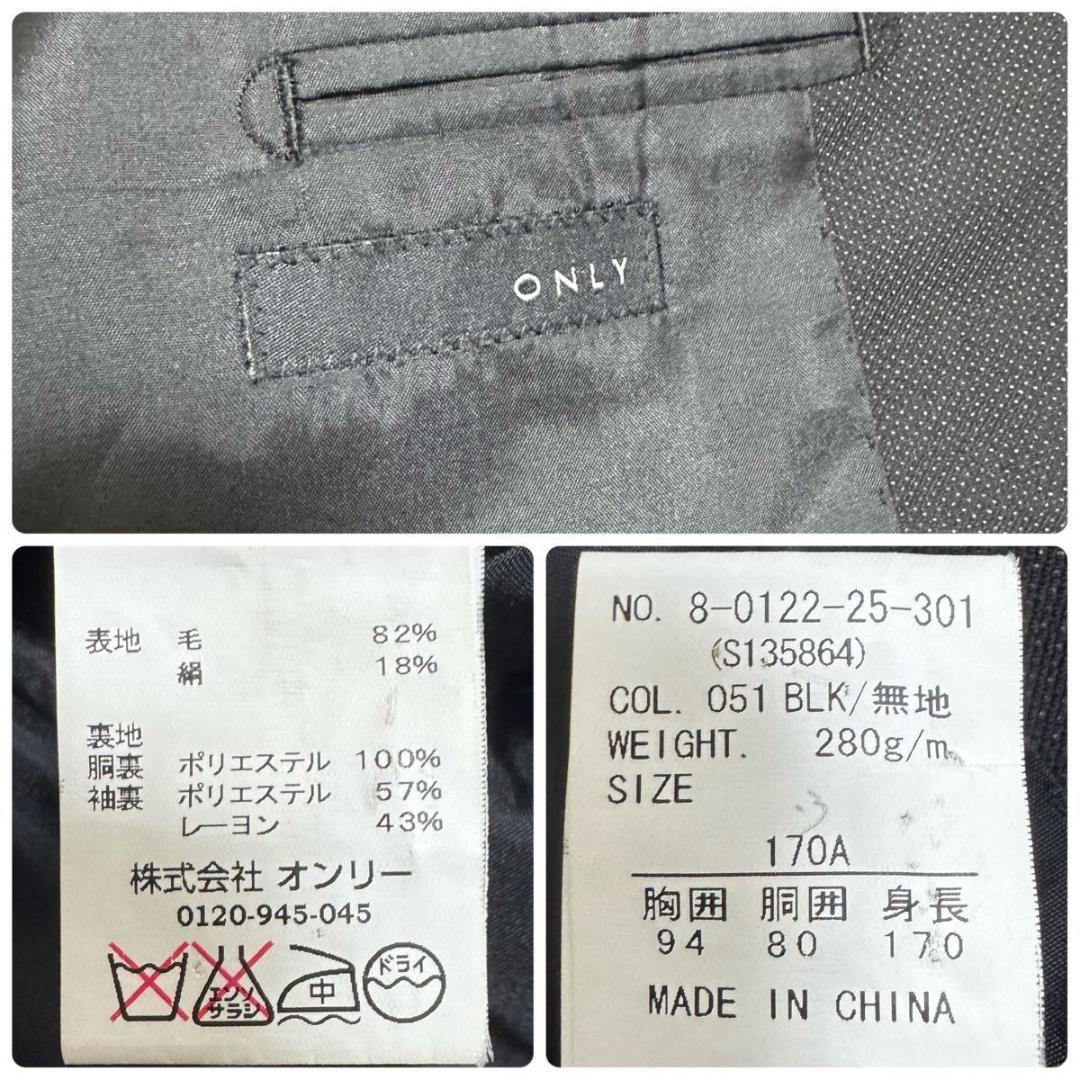 ONLY
表地 毛 82%
絹 18%
裏地
胴裏 ポリエステル 100%
袖裏 ポリエステル 57%
レーヨン 43%
株式会社 オンリー
0120-945-045
エンソ
サラシ
中
ドライ
NO. 8-0122-25-301
(S135864)
COL. 051 BLK/無地
WEIGHT. 280g/m
SIZE
170A
胸囲 胴囲 身長
94 80 170
MADE IN CHINA